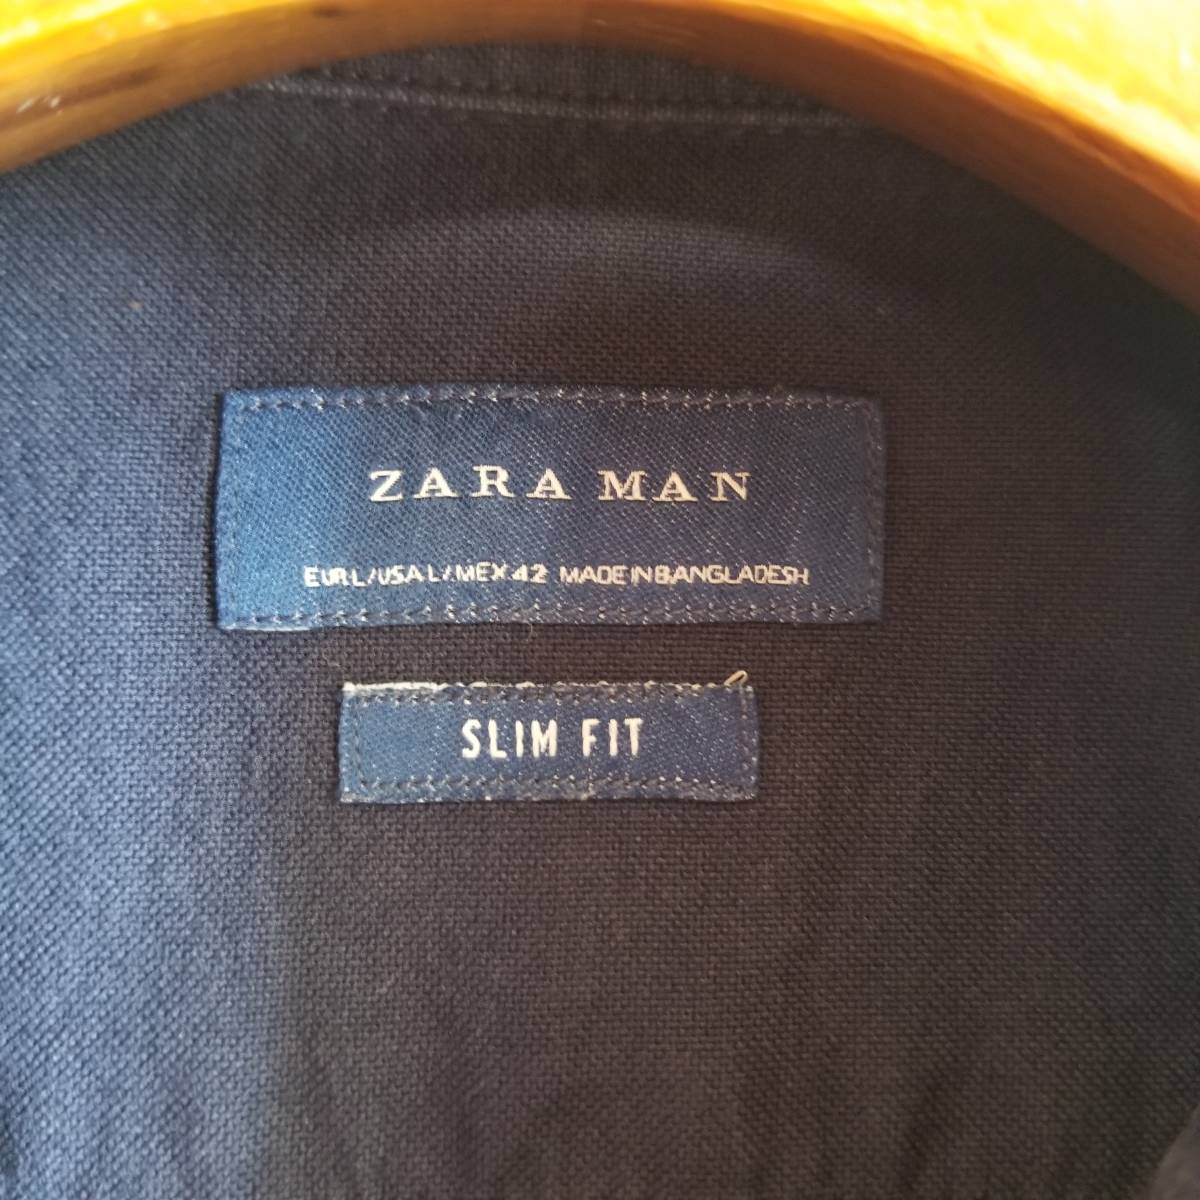 ZARA MAN
EUR L / USA L / MEX 42 MADE IN BANGLADESH
SLIM FIT